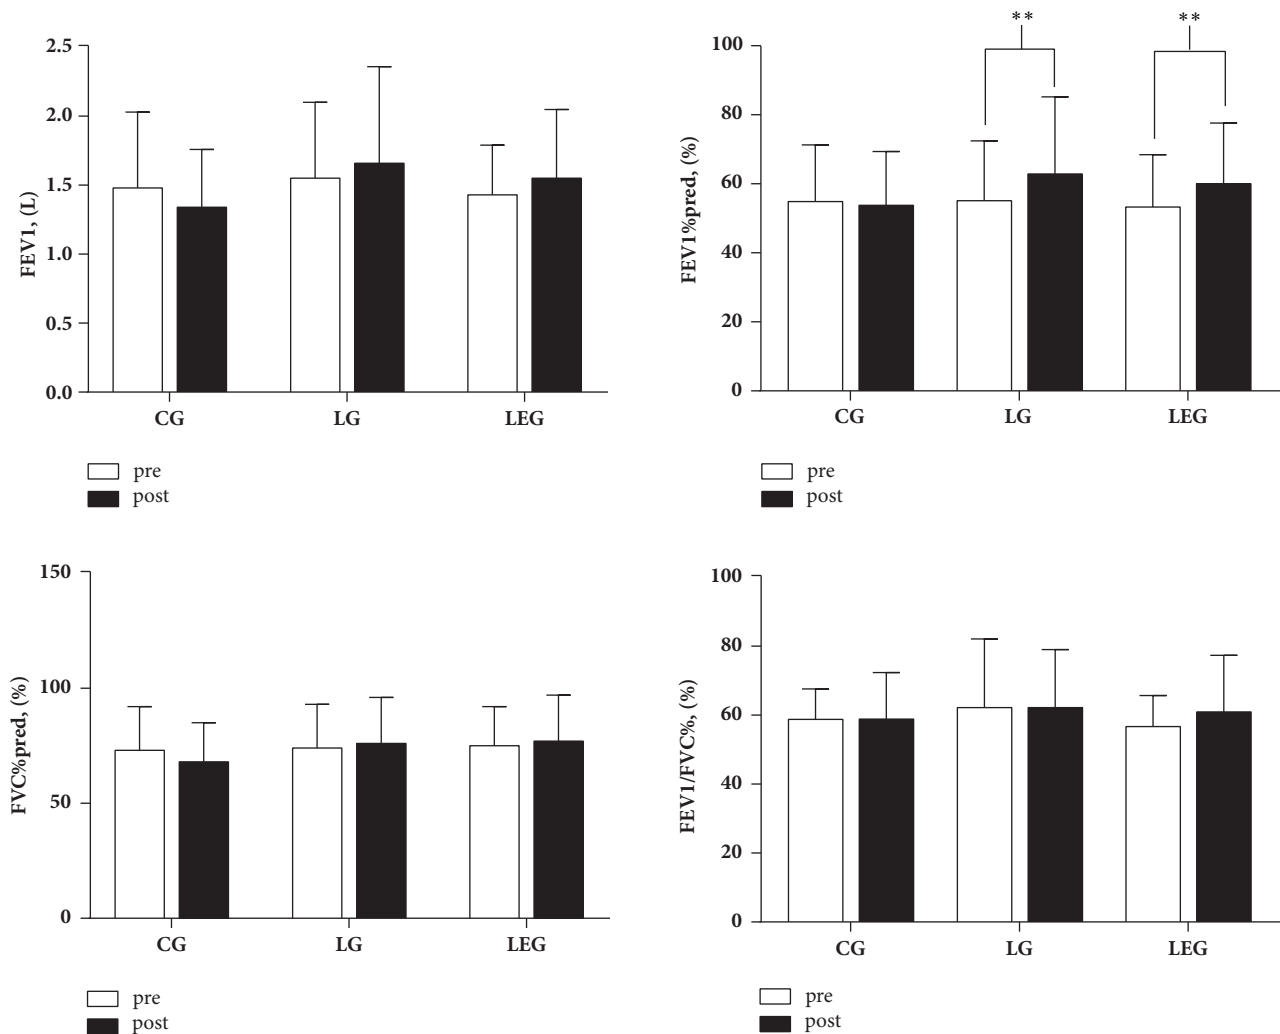 FEV1, (L)
2.5
2.0
1.5
1.0
0.5
0.0
CG LG LEG
pre
post
FEV1%pred, (%)
** **
100
80
60
40
20
0
CG LG LEG
pre
post
FVC%pred, (%)
150
100
50
0
CG LG LEG
pre
post
FEV1/FVC%, (%)
100
80
60
40
20
0
CG LG LEG
pre
post